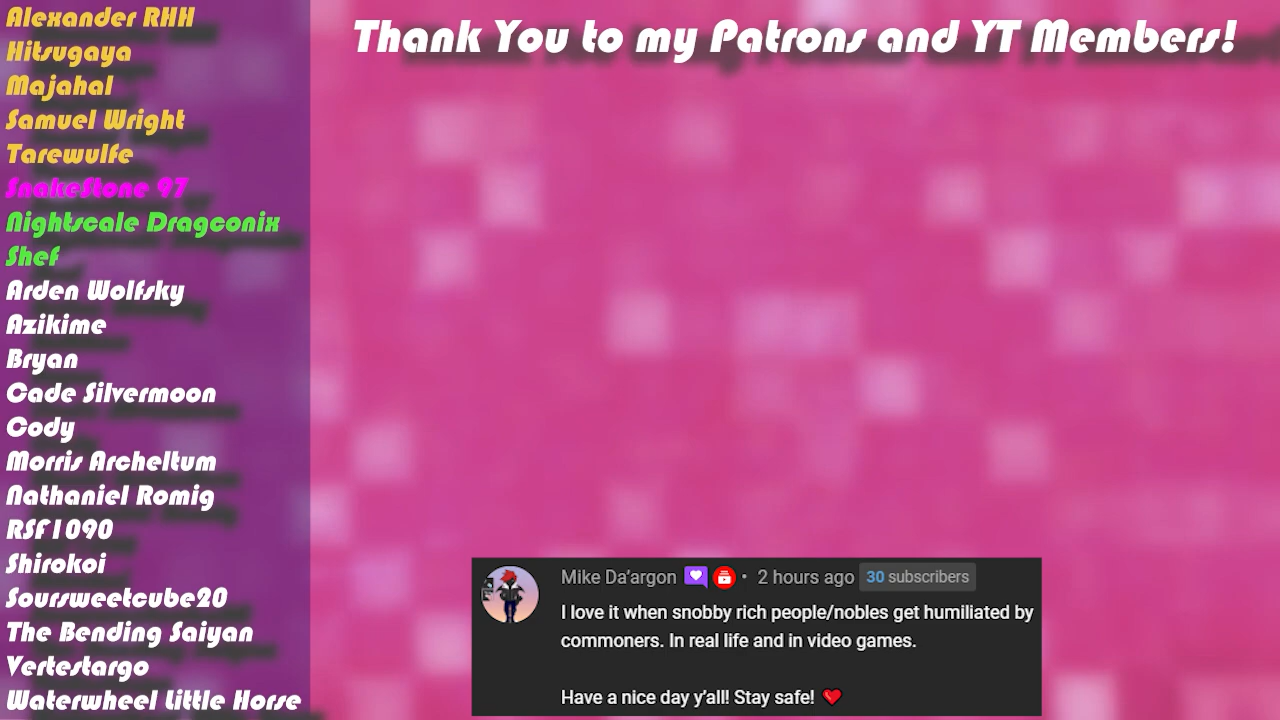 Thank You to my Patrons and YT Members!
Alexander RHH
Hitsugaya
Majahal
Samuel Wright
Tarewulfe
SnakeStone 97
Nightscale Dragconix
Shef
Arden Wolfsky
Azikime
Bryan
Cade Silvermoon
Cody
Morris Archeltum
Nathaniel Romig
RSF1090
Shirokoi
Soursweetcube20
The Bending Saiyan
Vertestargo
Waterwheel Little Horse
Mike Da'argon • 2 hours ago 30 subscribers
I love it when snobby rich people/nobles get humiliated by
commoners. In real life and in video games.
Have a nice day y'all! Stay safe! ❤️